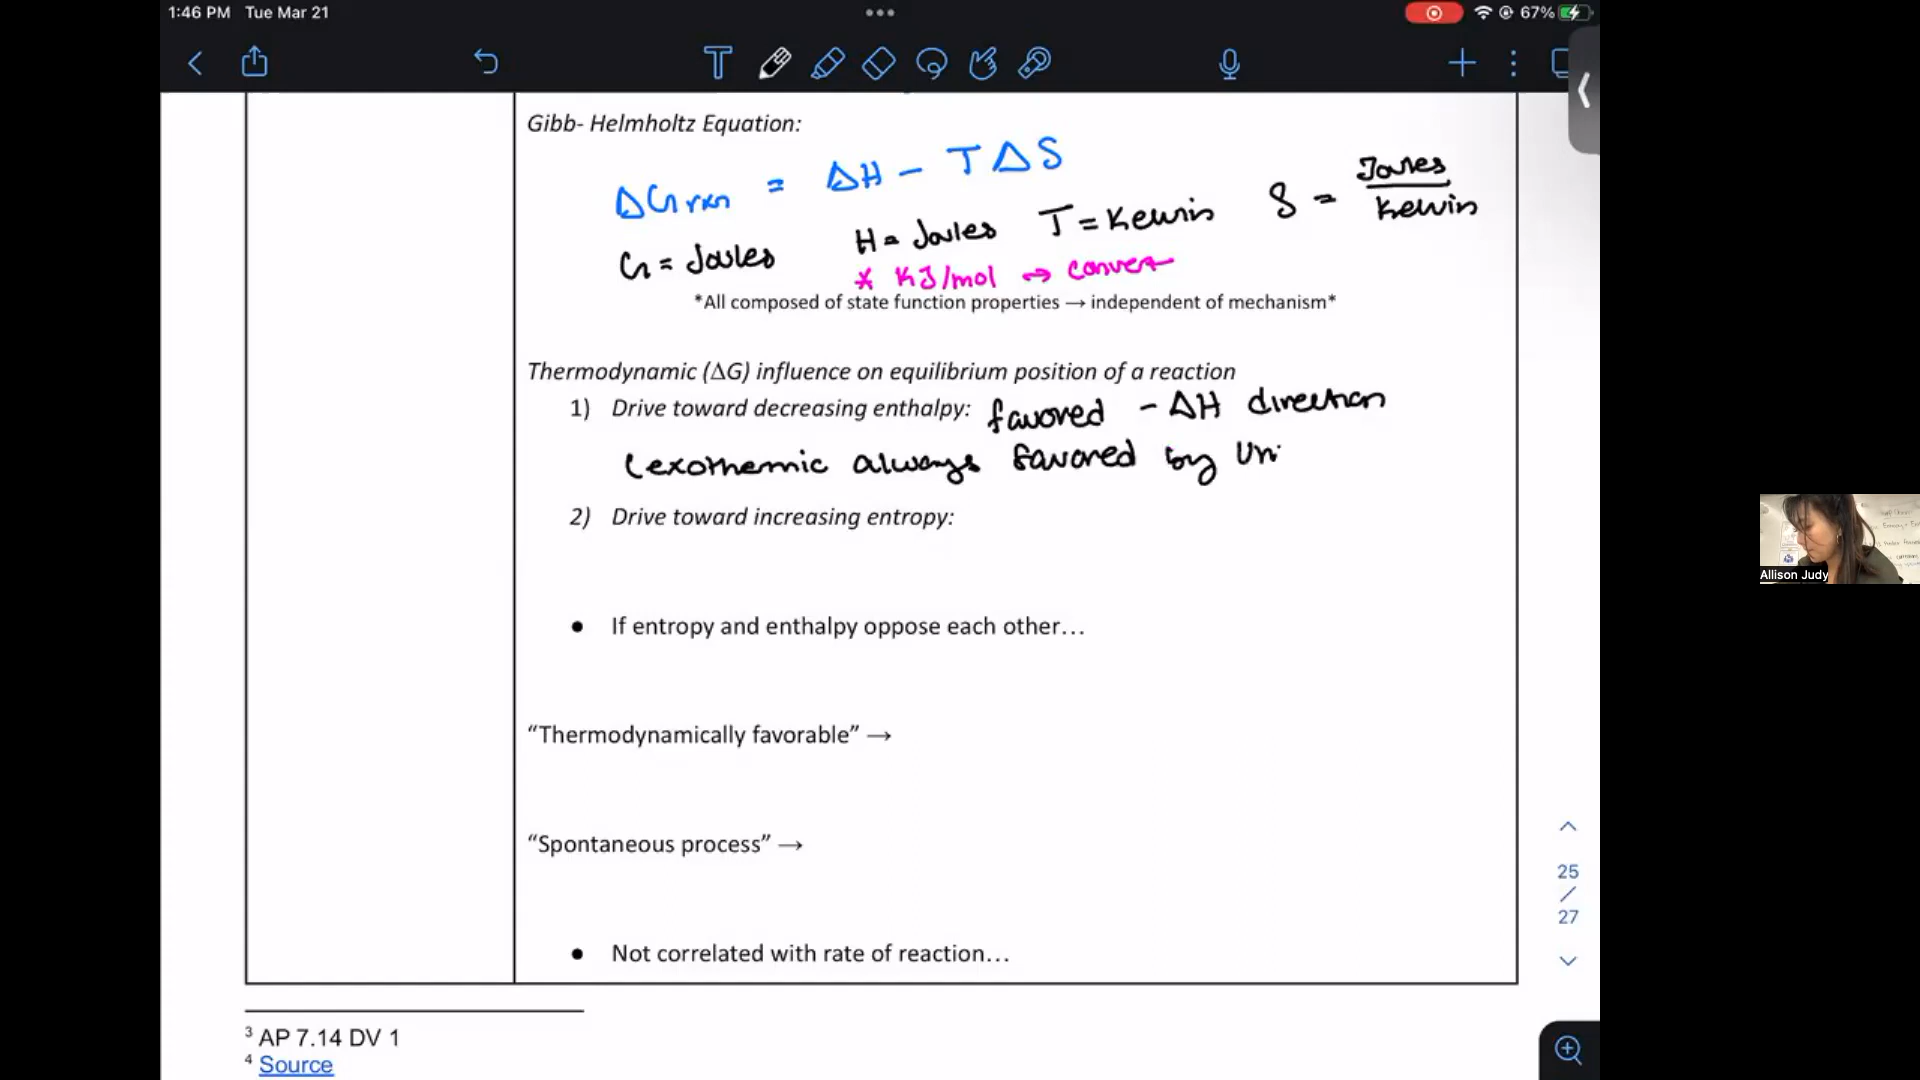 1:46 PM Tue Mar 21
67%
Gibb- Helmholtz Equation:
ΔGrxn = ΔH - TΔS
G = Joules H = Joules T = Kelvin S = Joules / Kelvin
* KJ/mol → convert
*All composed of state function properties → independent of mechanism*
Thermodynamic (ΔG) influence on equilibrium position of a reaction
1) Drive toward decreasing enthalpy: favored -ΔH direction
(exothermic always favored by Uni
2) Drive toward increasing entropy:
● If entropy and enthalpy oppose each other…
“Thermodynamically favorable” →
“Spontaneous process” →
● Not correlated with rate of reaction…
25
/
27
3 AP 7.14 DV 1
4 Source
Allison Judy